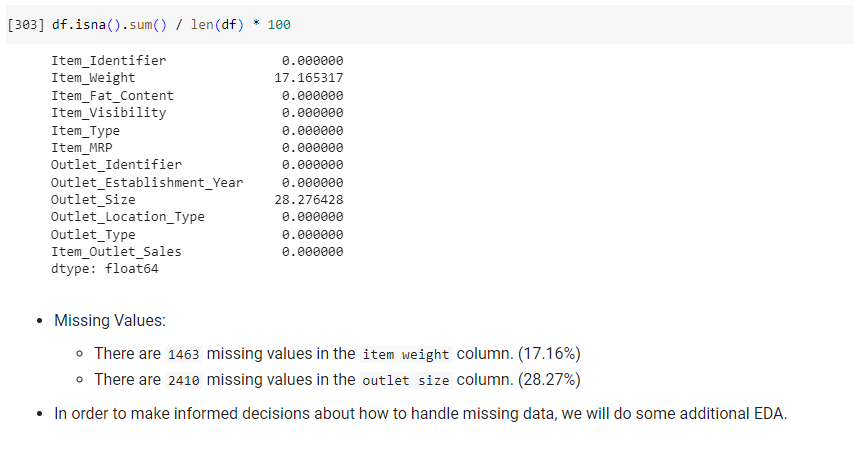 [303] df.isna().sum() / len(df) * 100
Item_Identifier 0.000000
Item_Weight 17.165317
Item_Fat_Content 0.000000
Item_Visibility 0.000000
Item_Type 0.000000
Item_MRP 0.000000
Outlet_Identifier 0.000000
Outlet_Establishment_Year 0.000000
Outlet_Size 28.276428
Outlet_Location_Type 0.000000
Outlet_Type 0.000000
Item_Outlet_Sales 0.000000
dtype: float64
• Missing Values:
○ There are 1463 missing values in the item weight column. (17.16%)
○ There are 2410 missing values in the outlet size column. (28.27%)
• In order to make informed decisions about how to handle missing data, we will do some additional EDA.